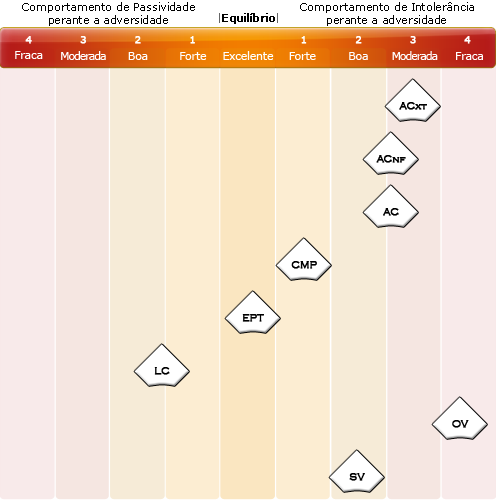 Comportamento de Passividade
perante a adversidade
|Equilíbrio|
Comportamento de Intolerância
perante a adversidade
4 3 2 1 1 2 3 4
Fraca Moderada Boa Forte Excelente Forte Boa Moderada Fraca
ACXT
ACNF
AC
CMP
EPT
LC
OV
SV